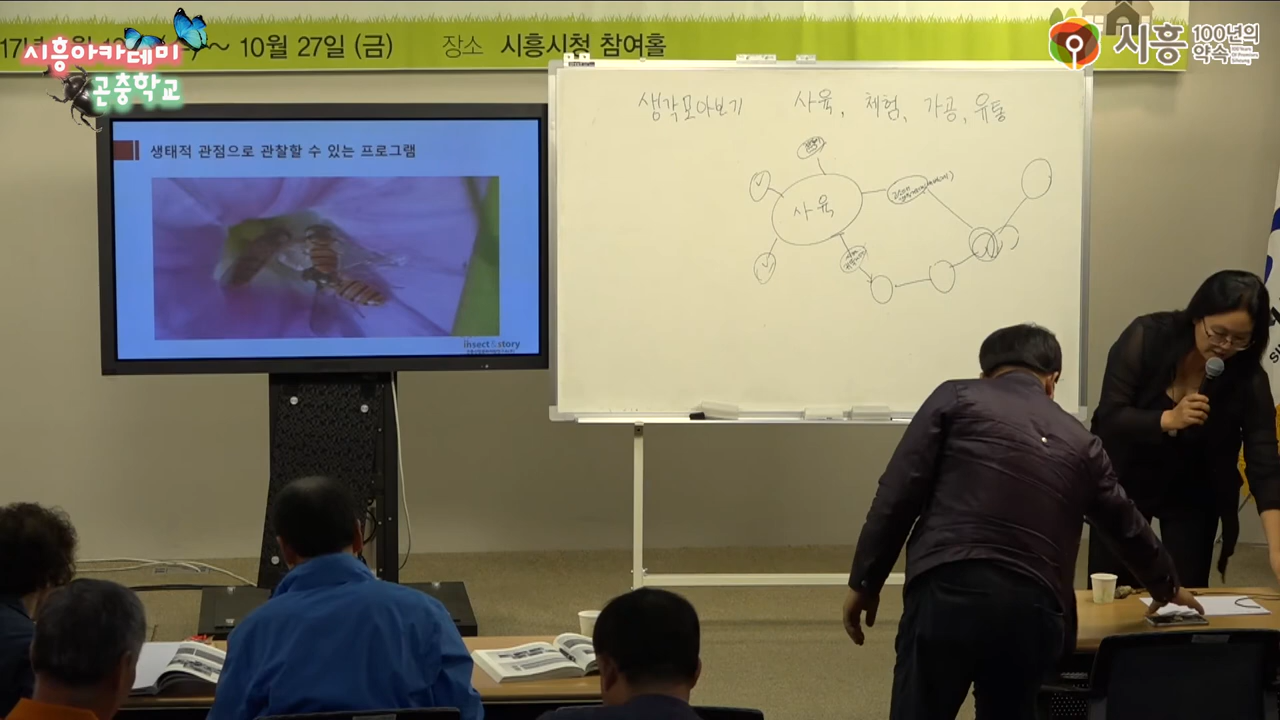 10월 27일 (금) 장소 시흥시청 참여홀
시흥아카데미
곤충학교
시흥 100년의 약속
생각모아보기 사육, 체험, 가공, 유통
사육
생태적 관점으로 관찰할 수 있는 프로그램
insect & story